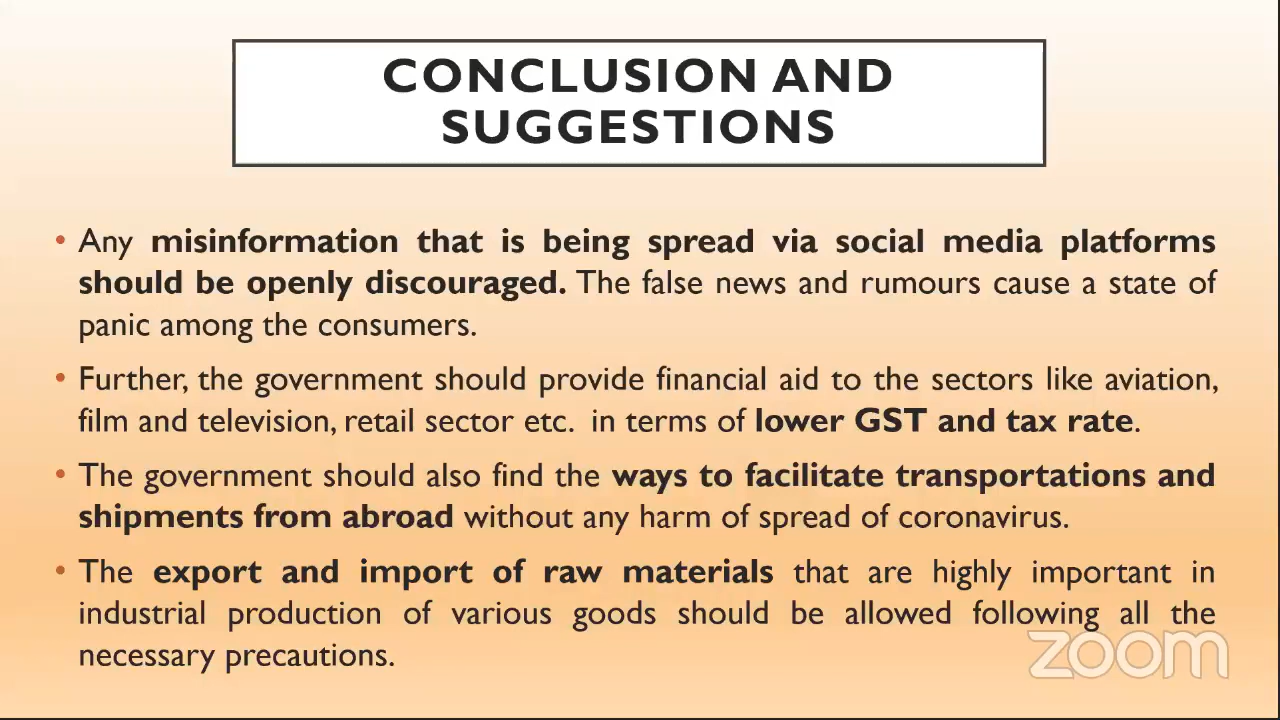 CONCLUSION AND
SUGGESTIONS
• Any misinformation that is being spread via social media platforms
should be openly discouraged. The false news and rumours cause a state of
panic among the consumers.
• Further, the government should provide financial aid to the sectors like aviation,
film and television, retail sector etc. in terms of lower GST and tax rate.
• The government should also find the ways to facilitate transportations and
shipments from abroad without any harm of spread of coronavirus.
• The export and import of raw materials that are highly important in
industrial production of various goods should be allowed following all the
necessary precautions.
zoom